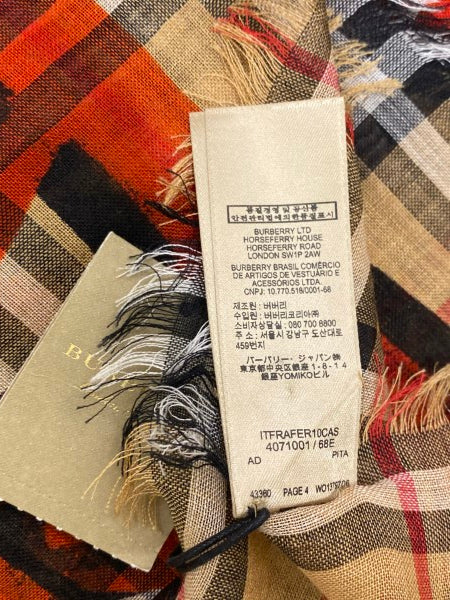 품질경영 및 공산품
안전관리법에 의한 품질표시
BURBERRY LTD
HORSEFERRY HOUSE
HORSEFERRY ROAD
LONDON SW1P 2AW
BURBERRY BRASIL COMÉRCIO
DE ARTIGOS DE VESTUÁRIO E
ACESSÓRIOS LTDA.
CNPJ: 10.770.518/0001-68
제조원 : 버버리
수입원 : 버버리코리아㈜
소비자상담실 : 080 700 8800
주 소 : 서울시 강남구 도산대로
459번지
バーバリー・ジャパン㈱
東京都中央区銀座1-8-14
銀座YOMIKOビル
ITFRAFER10CAS
4071001 / 68E
AD PITA
43360 PAGE 4
BU